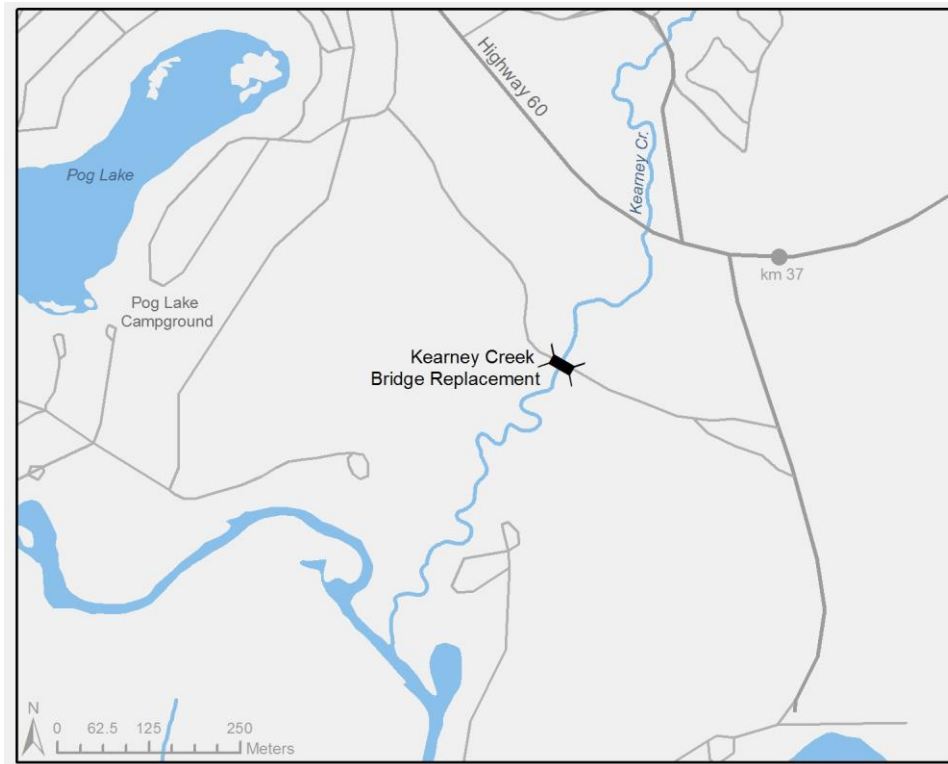 Highway 60
Kearney Cr.
Pog Lake
km 37
Pog Lake
Campground
Kearney Creek
Bridge Replacement
N
0 62.5 125 250
Meters